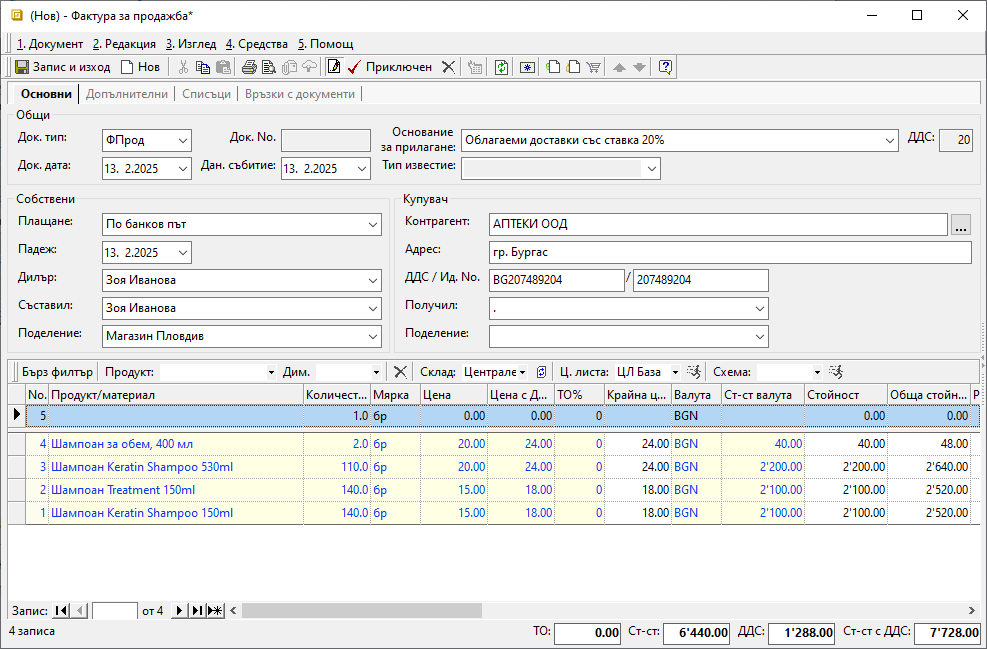 (Нов) - Фактура за продажба*
1. Документ 2. Редакция 3. Изглед 4. Средства 5. Помощ
Запис и изход Нов Приключен
Основни Допълнителни Списъци Връзки с документи
Общи
Док. тип: ФПрод Док. No. Основание за прилагане: Облагаеми доставки със ставка 20% ДДС: 20
Док. дата: 13. 2.2025 Дан. събитие: 13. 2.2025 Тип известие:
Собствени
Плащане: По банков път
Падеж: 13. 2.2025
Дилър: Зоя Иванова
Съставил: Зоя Иванова
Поделение: Магазин Пловдив
Купувач
Контрагент: АПТЕКИ ООД ...
Адрес: гр. Бургас
ДДС / Ид. No. BG207489204 / 207489204
Получил: .
Поделение:
Бърз филтър Продукт: Дим. Склад: Централе Ц. листа: ЦЛ База Схема:
No. Продукт/материал Количест... Мярка Цена Цена с Д... ТО% Крайна ц... Валута Ст-ст валута Стойност Обща стойн... Р
5 1.0 бр 0.00 0.00 0 BGN 0.00 0.00
4 Шампоан за обем, 400 мл 2.0 бр 20.00 24.00 0 24.00 BGN 40.00 40.00 48.00
3 Шампоан Keratin Shampoo 530ml 110.0 бр 20.00 24.00 0 24.00 BGN 2'200.00 2'200.00 2'640.00
2 Шампоан Treatment 150ml 140.0 бр 15.00 18.00 0 18.00 BGN 2'100.00 2'100.00 2'520.00
1 Шампоан Keratin Shampoo 150ml 140.0 бр 15.00 18.00 0 18.00 BGN 2'100.00 2'100.00 2'520.00
Запис: от 4
4 записа ТО: 0.00 Ст-ст: 6'440.00 ДДС: 1'288.00 Ст-ст с ДДС: 7'728.00